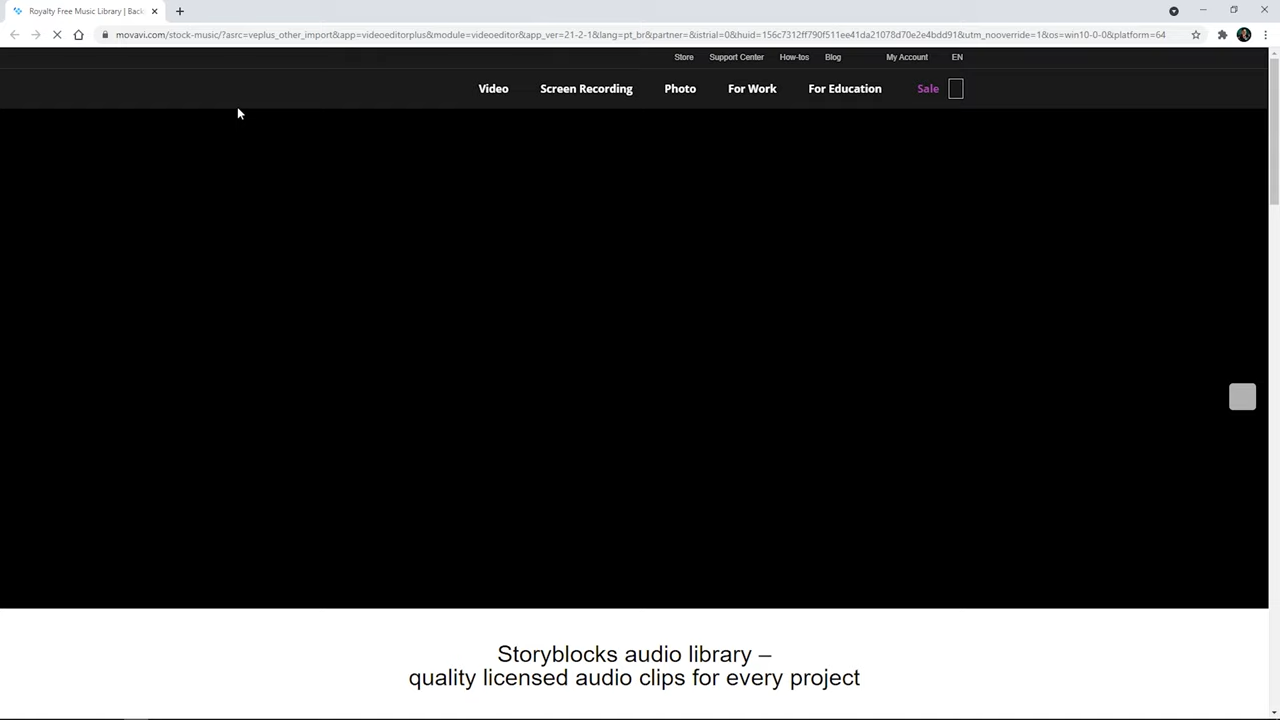 Royalty Free Music Library | Back
movavi.com/stock-music/?asrc=veplus_other_import&app=videoeditorplus&module=videoeditor&app_ver=21-2-1&lang=pt_br&partner=&istrial=0&huid=156c7312ff790f511ee41da21078d70e2e4bdd91&utm_nooverride=1&os=win10-0-0&platform=64
Store Support Center How-tos Blog My Account EN
Video Screen Recording Photo For Work For Education Sale
Storyblocks audio library –
quality licensed audio clips for every project